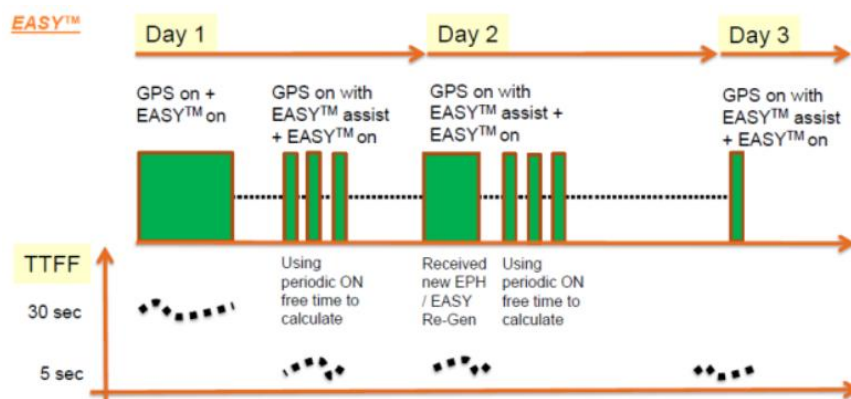 EASY™
Day 1
Day 2
Day 3
GPS on +
EASY™ on
GPS on with
EASY™ assist
+ EASY™ on
GPS on with
EASY™ assist +
EASY™ on
GPS on with
EASY™ assist
+ EASY™ on
TTFF
Using
periodic ON
free time to
calculate
Received
new EPH
/ EASY
Re-Gen
Using
periodic ON
free time to
calculate
30 sec
5 sec